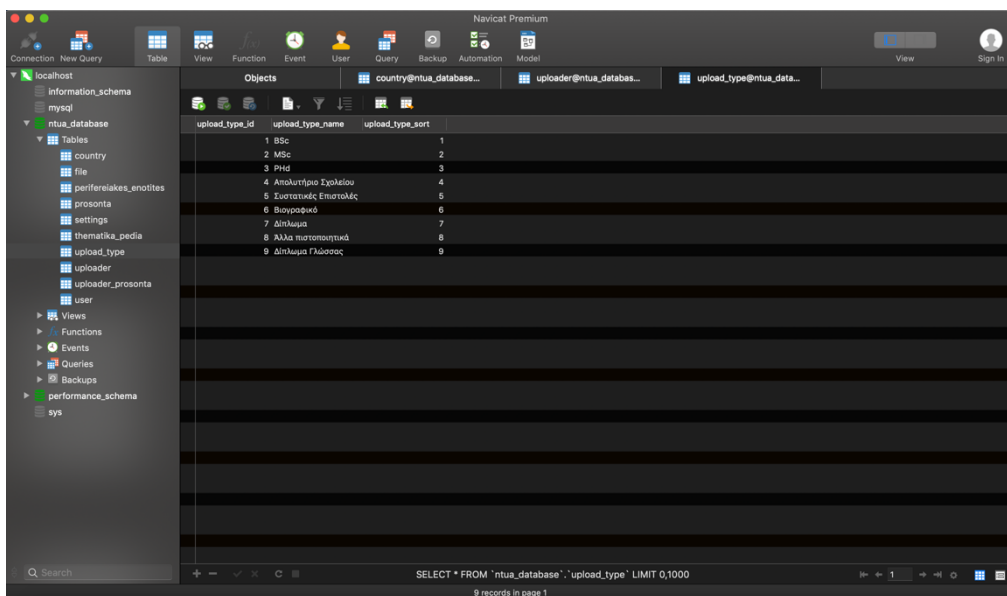 Navicat Premium
Connection New Query Table View Function Event User Query Backup Automation Model View Sign In
localhost
information_schema
mysql
ntua_database
Tables
country
file
perifereiakes_enotites
prosonta
settings
thematika_pedia
upload_type
uploader
uploader_prosonta
user
Views
Functions
Events
Queries
Backups
performance_schema
sys
Search
Objects country@ntua_database... uploader@ntua_databas... upload_type@ntua_data...
upload_type_id upload_type_name upload_type_sort
1 BSc 1
2 MSc 2
3 PHd 3
4 Απολυτήριο Σχολείου 4
5 Συστατικές Επιστολές 5
6 Βιογραφικό 6
7 Δίπλωμα 7
8 Άλλα πιστοποιητικά 8
9 Δίπλωμα Γλώσσας 9
SELECT * FROM `ntua_database`.`upload_type` LIMIT 0,1000 1
9 records in page 1